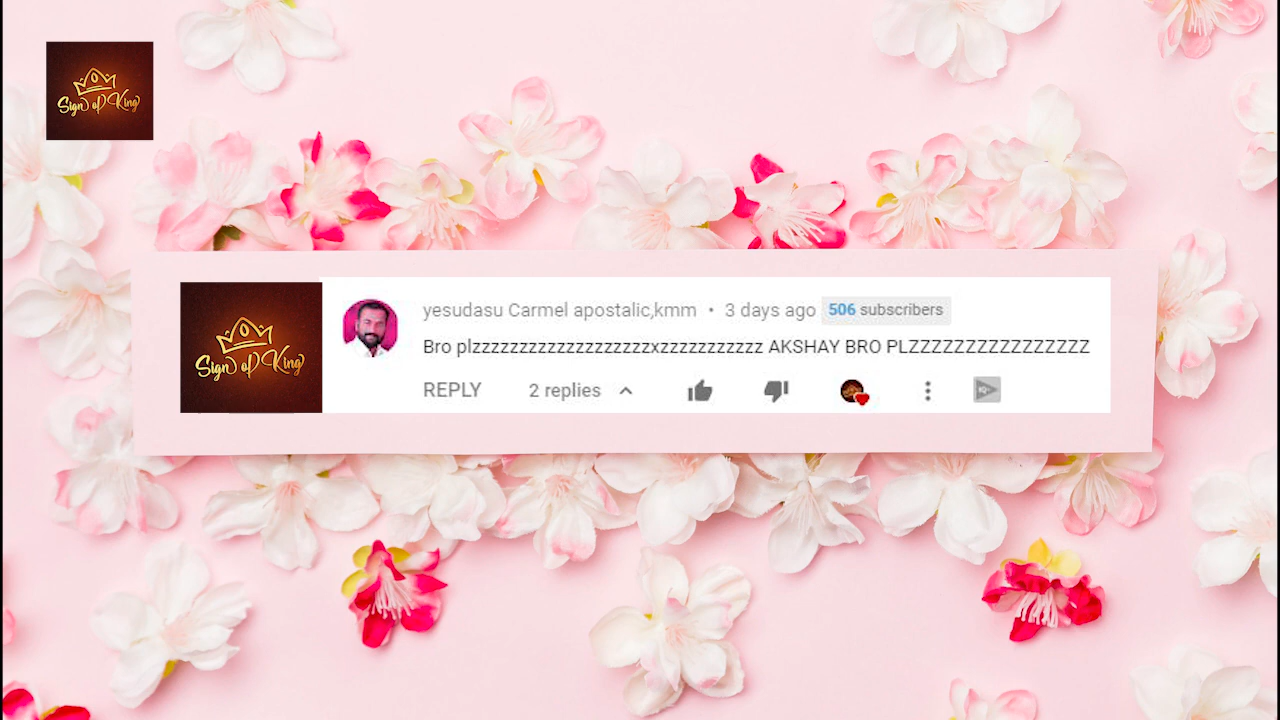 Sign of King
yesudasu Carmel apostalic,kmm • 3 days ago 506 subscribers
Sign of King
Bro plzzzzzzzzzzzzzzzzzzzxzzzzzzzzzzz AKSHAY BRO PLZZZZZZZZZZZZZZZZ
REPLY 2 replies